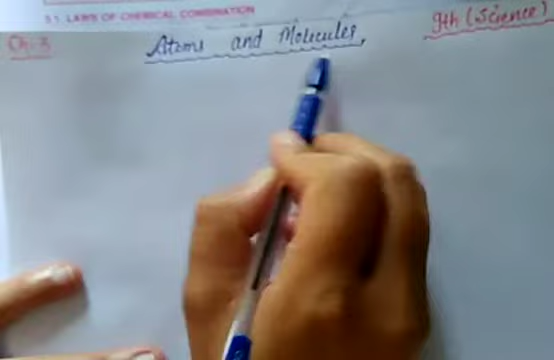 3.1 LAWS OF CHEMICAL COMBINATION
Ch-3 Atoms and Molecules, 9th (Science)